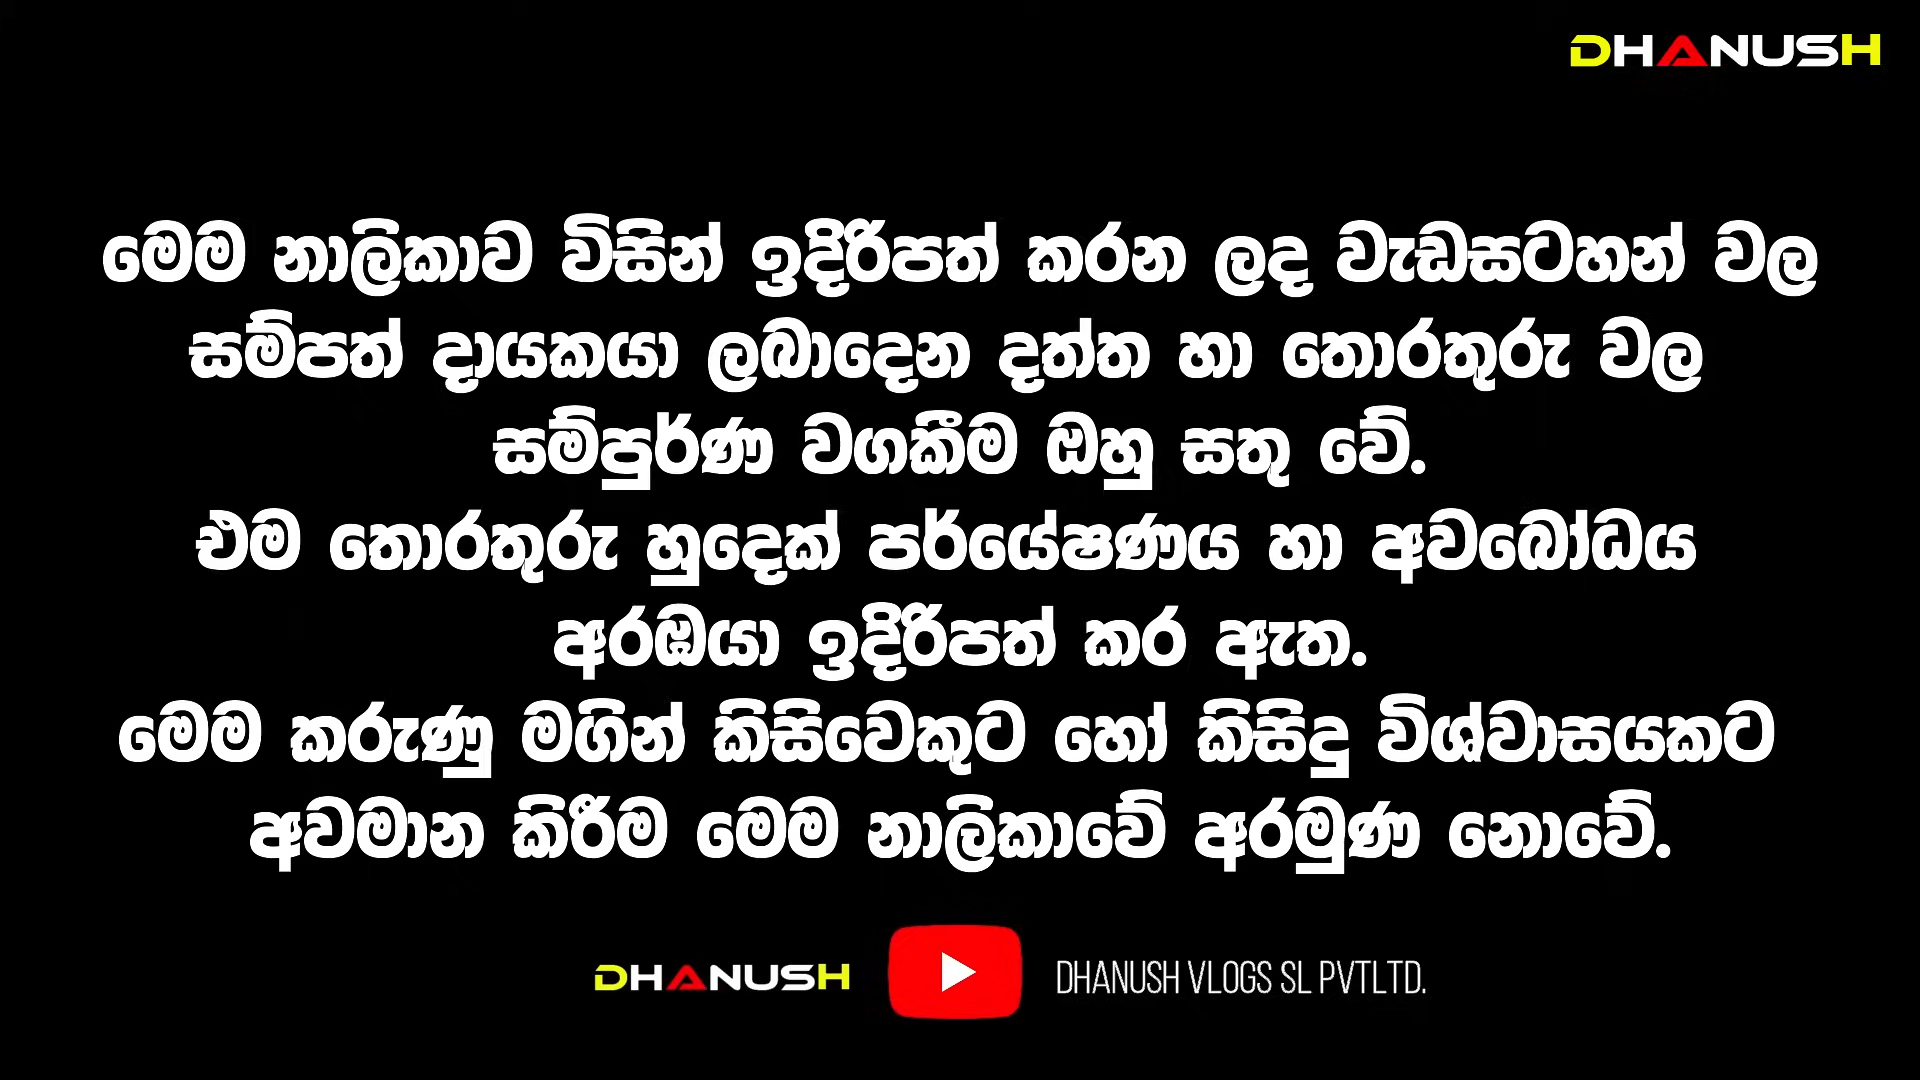 DHANUSH
මෙම නාලිකාව විසින් ඉදිරිපත් කරන ලද වැඩසටහන් වල
සම්පත් දායකයා ලබාදෙන දත්ත හා තොරතුරු වල
සම්පුර්ණ වගකීම ඔහු සතු වේ.
එම තොරතුරු හුදෙක් පර්යේෂණය හා අවබෝධය
අරඹයා ඉදිරිපත් කර ඇත.
මෙම කරුණු මගින් කිසිවෙකුට හෝ කිසිදු විශ්වාසයකට
අවමාන කිරීම මෙම නාලිකාවේ අරමුණ නොවේ.
DHANUSH DHANUSH VLOGS SL PVTLTD.